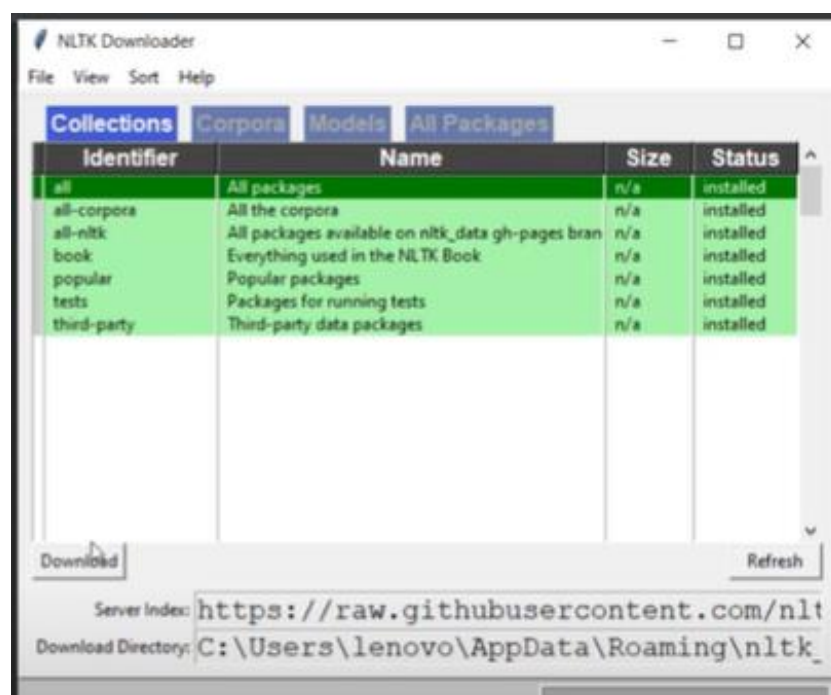 NLTK Downloader
File View Sort Help
Collections Corpora Models All Packages
Identifier Name Size Status
all All packages n/a installed
all-corpora All the corpora n/a installed
all-nltk All packages available on nltk_data gh-pages bran n/a installed
book Everything used in the NLTK Book n/a installed
popular Popular packages n/a installed
tests Packages for running tests n/a installed
third-party Third-party data packages n/a installed
Download Refresh
Server Index: https://raw.githubusercontent.com/nlt
Download Directory: C:\Users\lenovo\AppData\Roaming\nltk_